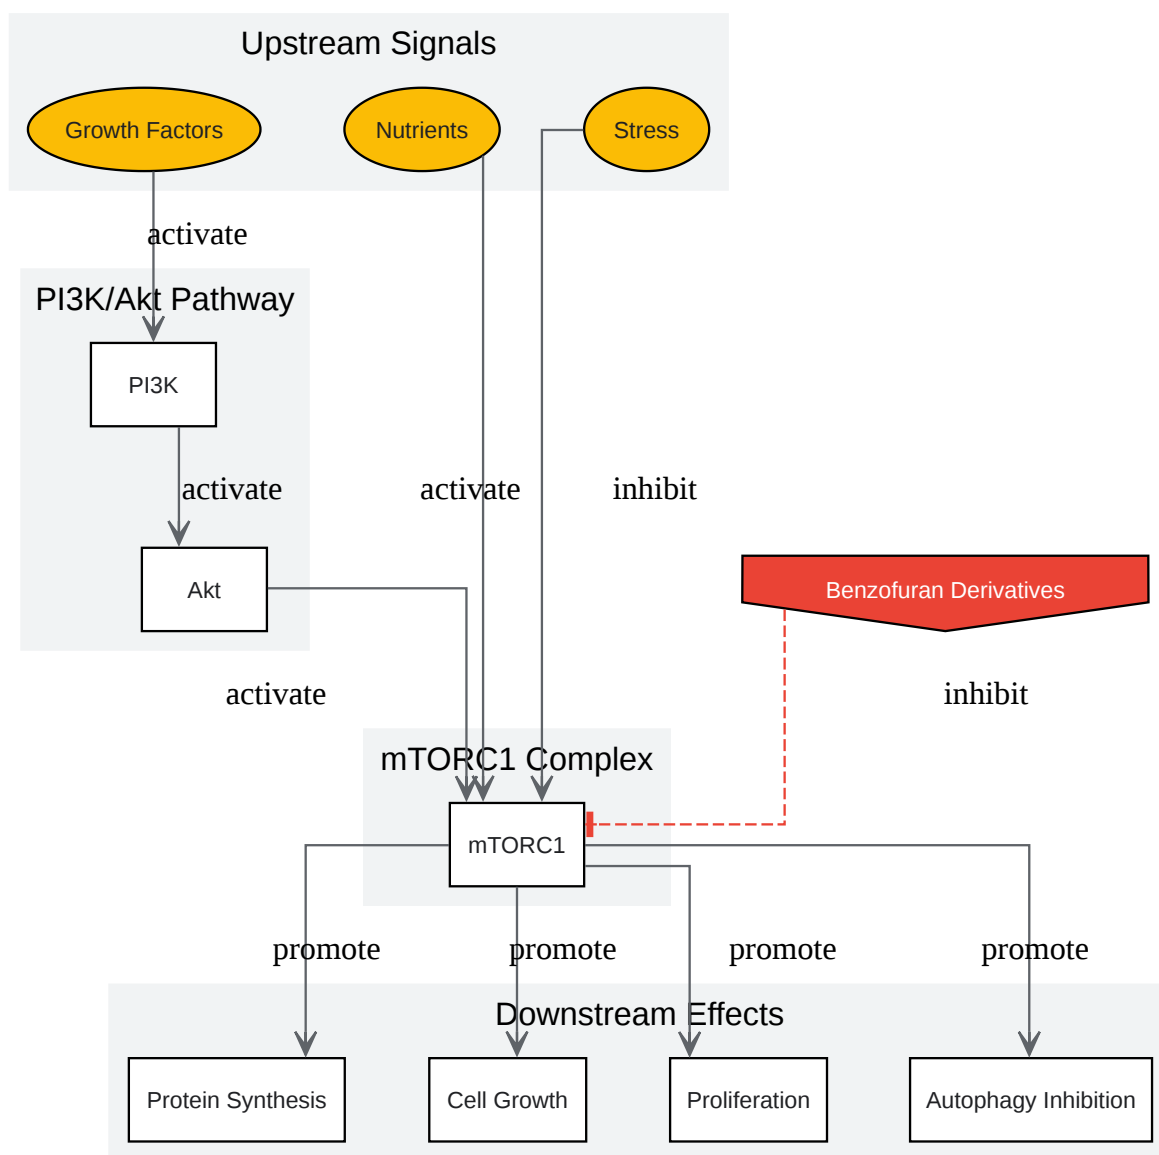 Upstream Signals
Growth Factors
Nutrients
Stress
activate
PI3K/Akt Pathway
PI3K
activate
activate
inhibit
Akt
Benzofuran Derivatives
activate
inhibit
mTORC1 Complex
mTORC1
promote
promote
promote
promote
Downstream Effects
Protein Synthesis
Cell Growth
Proliferation
Autophagy Inhibition